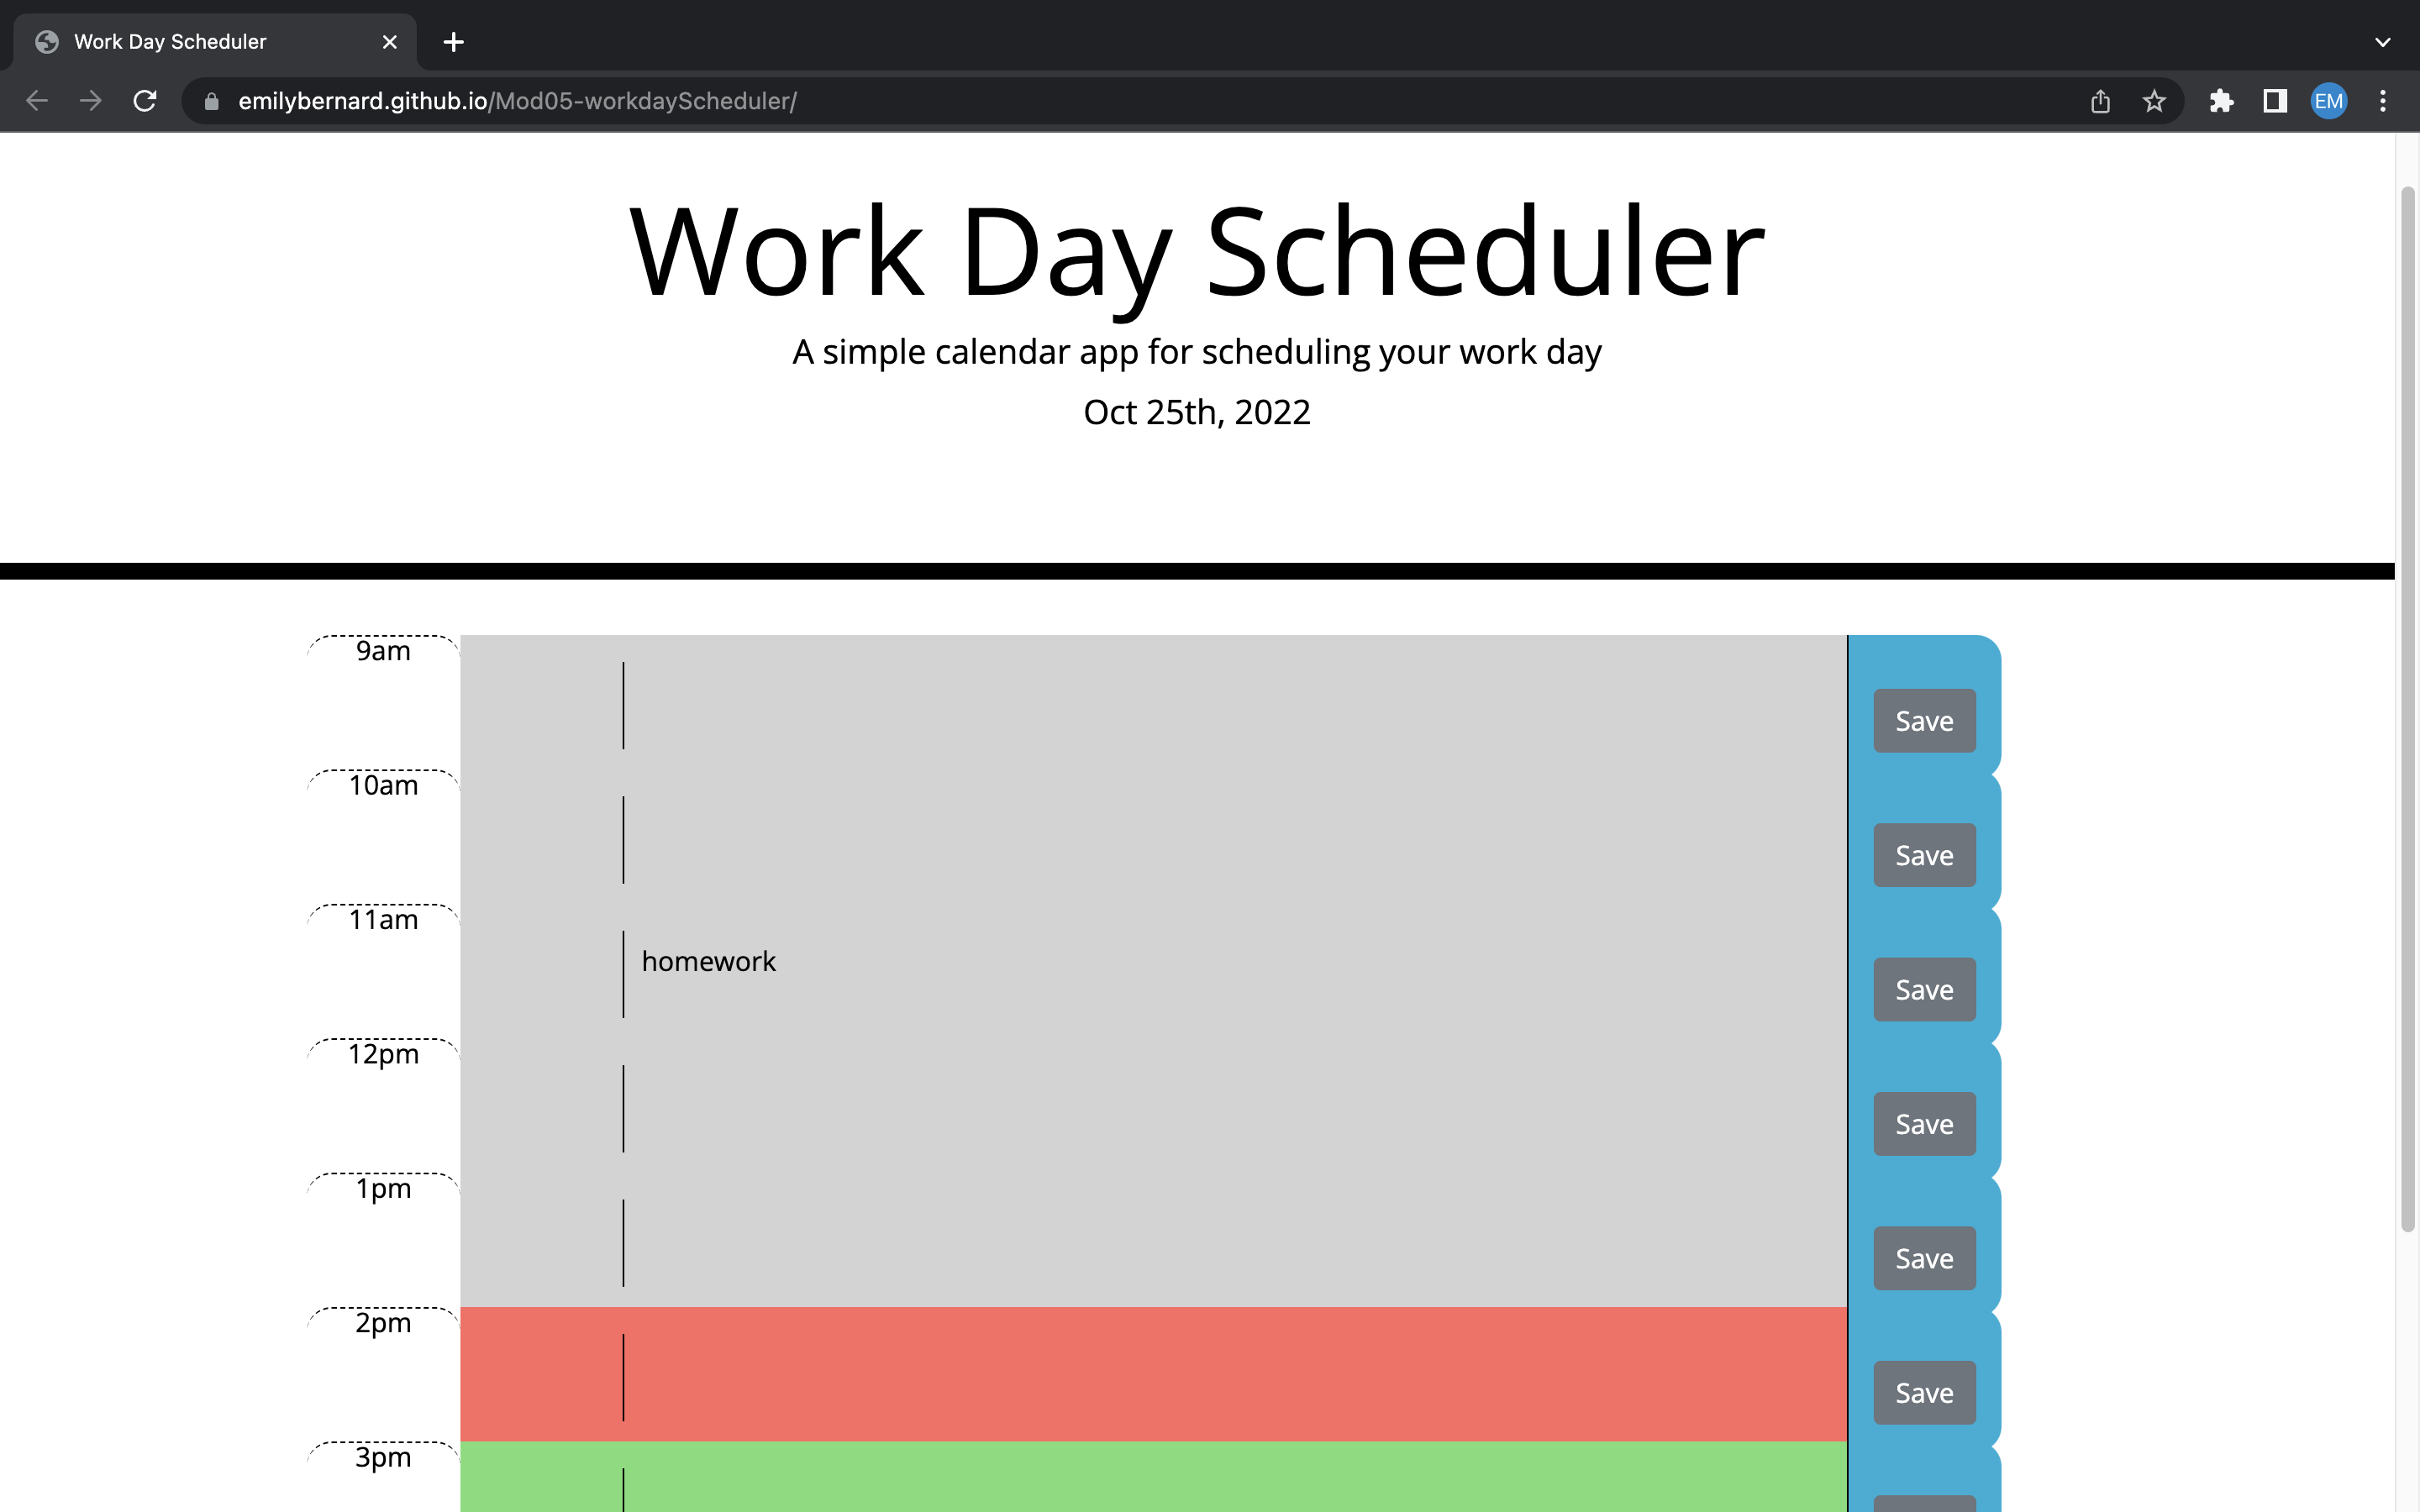 Work Day Scheduler
emilybernard.github.io/Mod05-workdayScheduler/
EM
Work Day Scheduler
A simple calendar app for scheduling your work day
Oct 25th, 2022
9am
Save
10am
Save
11am
homework
Save
12pm
Save
1pm
Save
2pm
Save
3pm